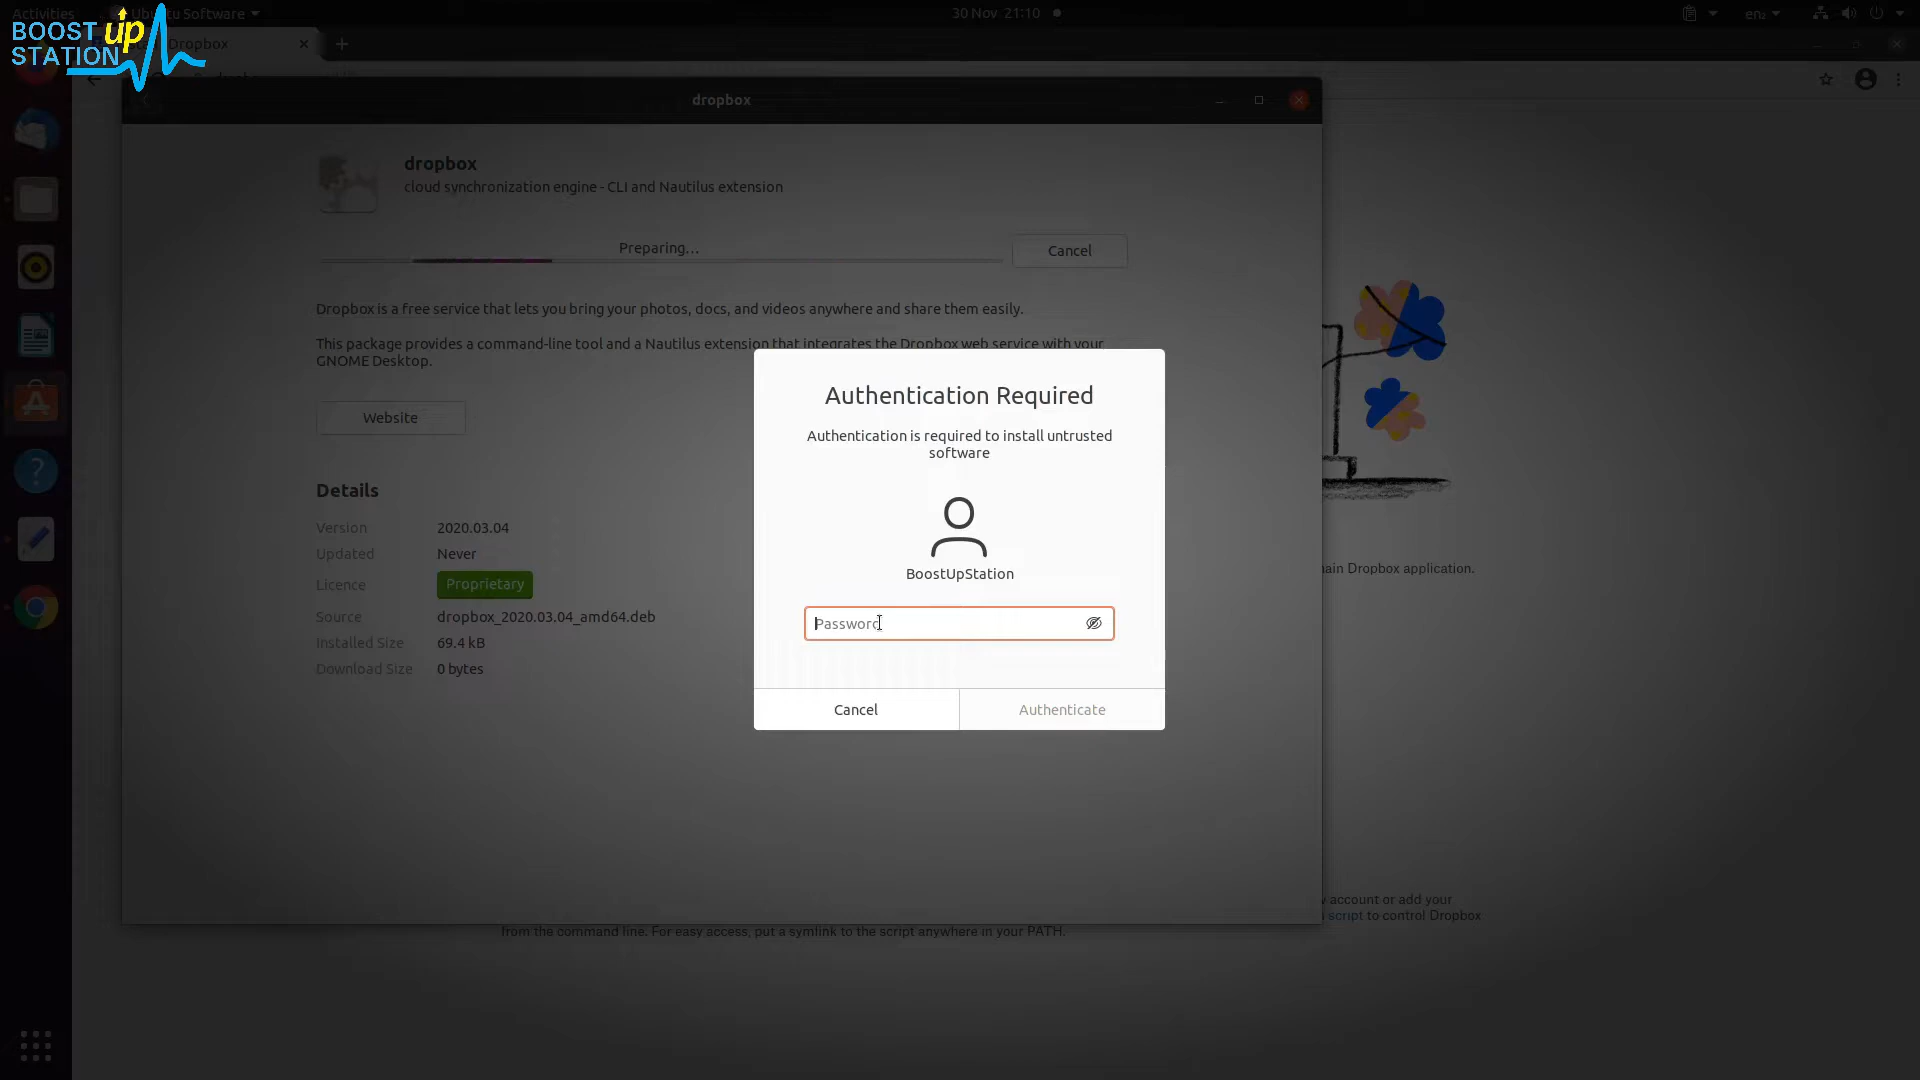 Activities
Ubuntu Software
30 Nov 21:10
en₂
BOOST up
STATION
Dropbox
dropbox
dropbox
cloud synchronization engine - CLI and Nautilus extension
Preparing…
Cancel
Dropbox is a free service that lets you bring your photos, docs, and videos anywhere and share them easily.
This package provides a command-line tool and a Nautilus extension that integrates the Dropbox web service with your
GNOME Desktop.
Website
Details
Version 2020.03.04
Updated Never
Licence Proprietary
Source dropbox_2020.03.04_amd64.deb
Installed Size 69.4 kB
Download Size 0 bytes
Authentication Required
Authentication is required to install untrusted
software
BoostUpStation
Password
Cancel
Authenticate
main Dropbox application.
account or add your
script to control Dropbox
from the command line. For easy access, put a symlink to the script anywhere in your PATH.